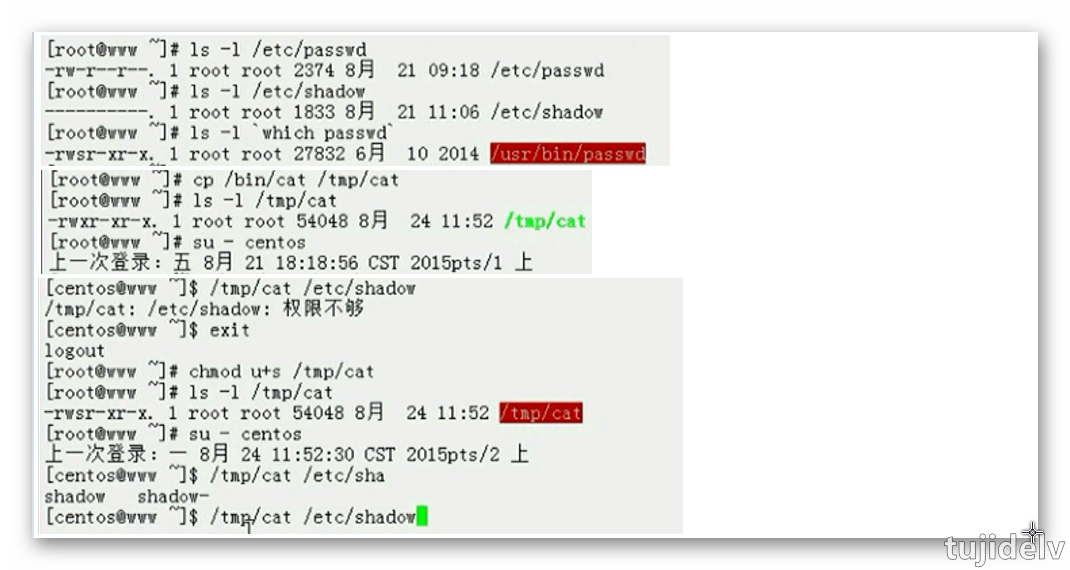 [root@www ~]# ls -l /etc/passwd
-rw-r--r--. 1 root root 2374 8月  21 09:18 /etc/passwd
[root@www ~]# ls -l /etc/shadow
----------. 1 root root 1833 8月  21 11:06 /etc/shadow
[root@www ~]# ls -l `which passwd`
-rwsr-xr-x. 1 root root 27832 6月  10 2014 /usr/bin/passwd
[root@www ~]# cp /bin/cat /tmp/cat
[root@www ~]# ls -l /tmp/cat
-rwxr-xr-x. 1 root root 54048 8月  24 11:52 /tmp/cat
[root@www ~]# su - centos
上一次登录：五 8月 21 18:18:56 CST 2015pts/1 上
[centos@www ~]$ /tmp/cat /etc/shadow
/tmp/cat: /etc/shadow: 权限不够
[centos@www ~]$ exit
logout
[root@www ~]# chmod u+s /tmp/cat
[root@www ~]# ls -l /tmp/cat
-rwsr-xr-x. 1 root root 54048 8月  24 11:52 /tmp/cat
[root@www ~]# su - centos
上一次登录：一 8月 24 11:52:30 CST 2015pts/2 上
[centos@www ~]$ /tmp/cat /etc/sha
shadow   shadow-
[centos@www ~]$ /tmp/cat /etc/shadow
tujidelv